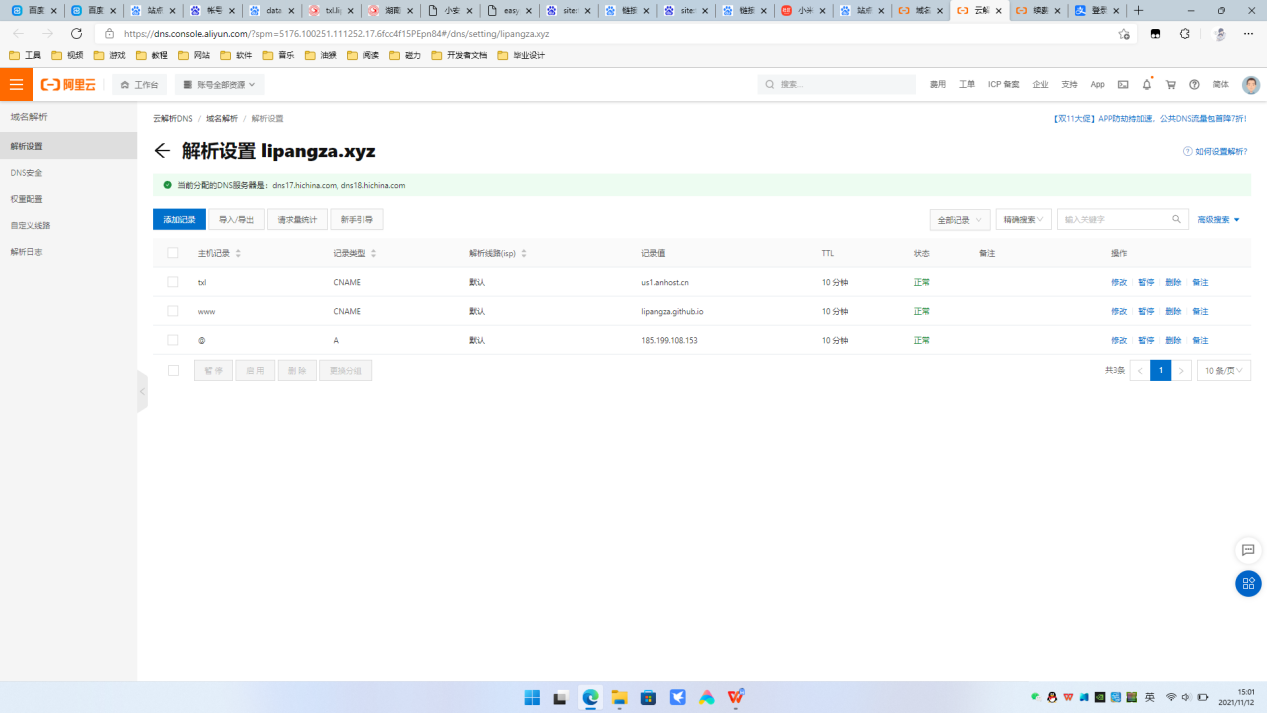 百度
百度
站点
帐号
data
txl.li
湖南
小安
easy
site:
链接
site:
链接
小米
站点
域名
云解
模板
登录
https://dns.console.aliyun.com/?spm=5176.100251.111252.17.6fcc4f15PEpn84#/dns/setting/lipangza.xyz
工具
视频
游戏
教程
网站
软件
音乐
油猴
阅读
磁力
开发者文档
毕业设计
阿里云
工作台
账号全部资源
搜索...
费用
工单
ICP 备案
企业
支持
App
简体
域名解析
解析设置
DNS安全
权重配置
自定义线路
解析日志
云解析DNS / 域名解析 / 解析设置
【双11大促】APP防劫持加速，公共DNS流量包首降7折！
解析设置 lipangza.xyz
如何设置解析?
当前分配的DNS服务器是：dns17.hichina.com, dns18.hichina.com
添加记录 导入/导出 请求量统计 新手引导 全部记录 精确搜索 输入关键字 高级搜索
主机记录 记录类型 解析线路(isp) 记录值 TTL 状态 备注 操作
txl CNAME 默认 us1.anhost.cn 10 分钟 正常 修改 暂停 删除 备注
www CNAME 默认 lipangza.github.io 10 分钟 正常 修改 暂停 删除 备注
@ A 默认 185.199.108.153 10 分钟 正常 修改 暂停 删除 备注
暂 停 启 用 删 除 更换分组 共3条 1 10 条/页
英
15:01
2021/11/12